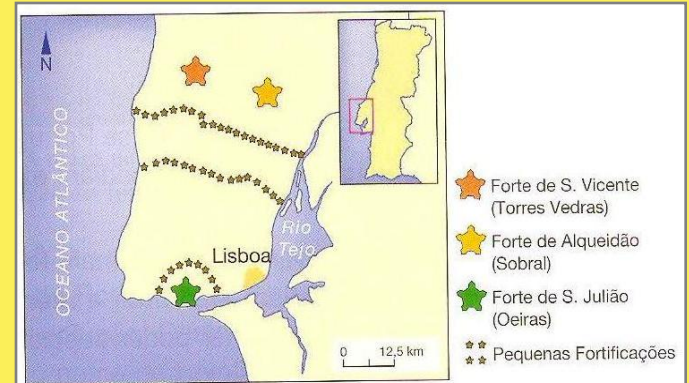 N
OCEANO ATLÂNTICO
Rio
Tejo
Lisboa
0 12,5 km
Forte de S. Vicente
(Torres Vedras)
Forte de Alqueidão
(Sobral)
Forte de S. Julião
(Oeiras)
Pequenas Fortificações